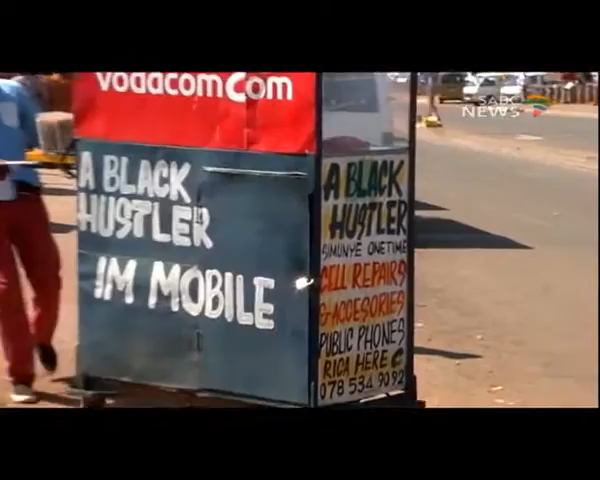 vodacomcom
SABC
NEWS
A BLACK
HUSTLER
IM MOBILE
A BLACK
HUSTLER
SIMUNYE ONETIME
CELL REPAIRS
& ACCESORIES
PUBLIC PHONES
RICA HERE
078 534 9092